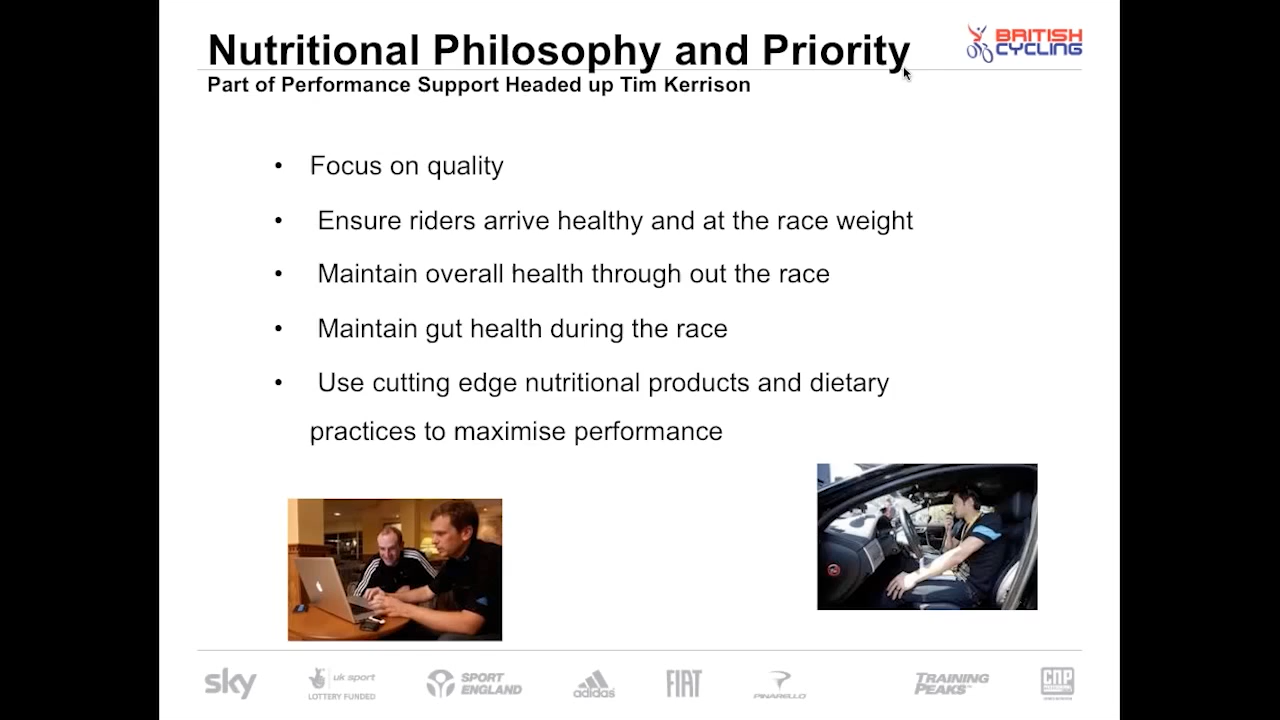 Nutritional Philosophy and Priority
BRITISH
CYCLING
Part of Performance Support Headed up Tim Kerrison
• Focus on quality
• Ensure riders arrive healthy and at the race weight
• Maintain overall health through out the race
• Maintain gut health during the race
• Use cutting edge nutritional products and dietary
practices to maximise performance
sky
uk sport
LOTTERY FUNDED
SPORT
ENGLAND
adidas
FIAT
PINARELLO
TRAINING
PEAKS
CNP